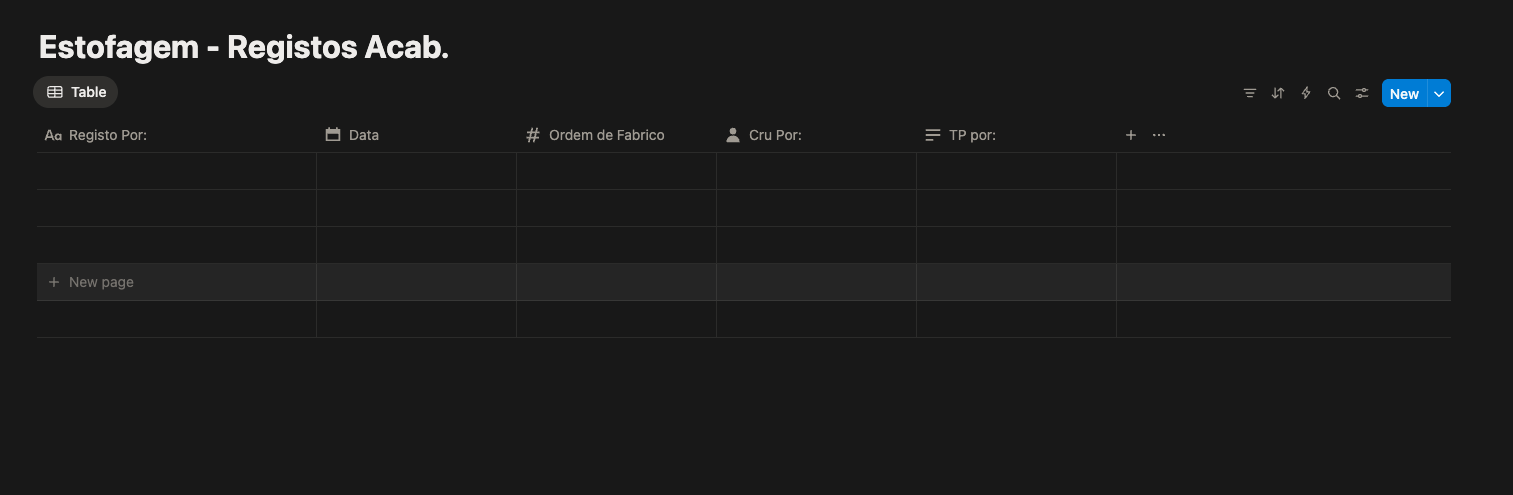 Estofagem - Registos Acab.
Table
New
Aa Registo Por: Data # Ordem de Fabrico Cru Por: TP por: + ...
+ New page